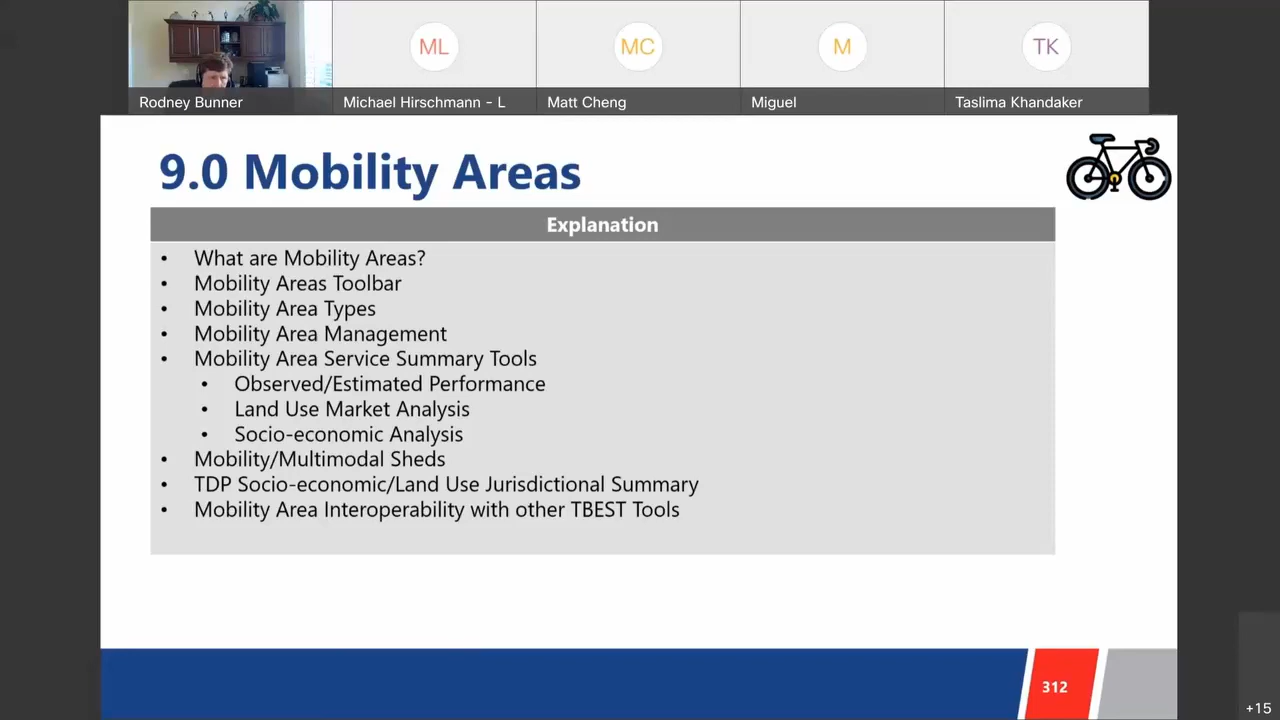 ML
MC
M
TK
Rodney Bunner
Michael Hirschmann - L
Matt Cheng
Miguel
Taslima Khandaker
9.0 Mobility Areas
Explanation
• What are Mobility Areas?
• Mobility Areas Toolbar
• Mobility Area Types
• Mobility Area Management
• Mobility Area Service Summary Tools
• Observed/Estimated Performance
• Land Use Market Analysis
• Socio-economic Analysis
• Mobility/Multimodal Sheds
• TDP Socio-economic/Land Use Jurisdictional Summary
• Mobility Area Interoperability with other TBEST Tools
312
+15